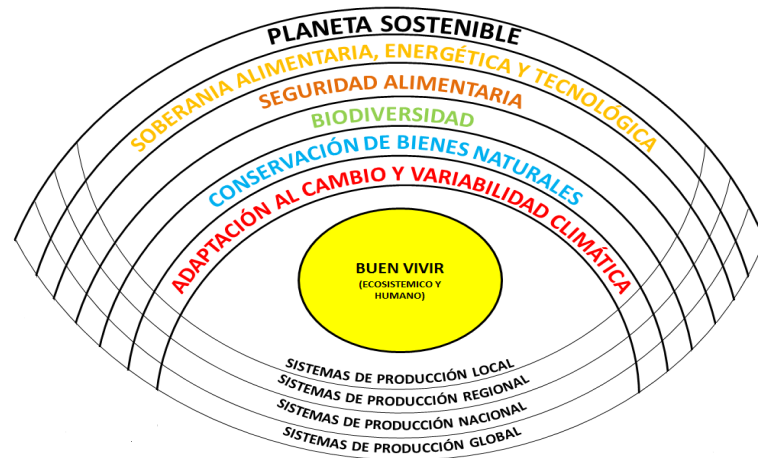 PLANETA SOSTENIBLE
SOBERANIA ALIMENTARIA, ENERGÉTICA Y TECNOLÓGICA
SEGURIDAD ALIMENTARIA
BIODIVERSIDAD
CONSERVACIÓN DE BIENES NATURALES
ADAPTACIÓN AL CAMBIO Y VARIABILIDAD CLIMÁTICA
BUEN VIVIR
(ECOSISTEMICO Y
HUMANO)
SISTEMAS DE PRODUCCIÓN LOCAL
SISTEMAS DE PRODUCCIÓN REGIONAL
SISTEMAS DE PRODUCCIÓN NACIONAL
SISTEMAS DE PRODUCCIÓN GLOBAL